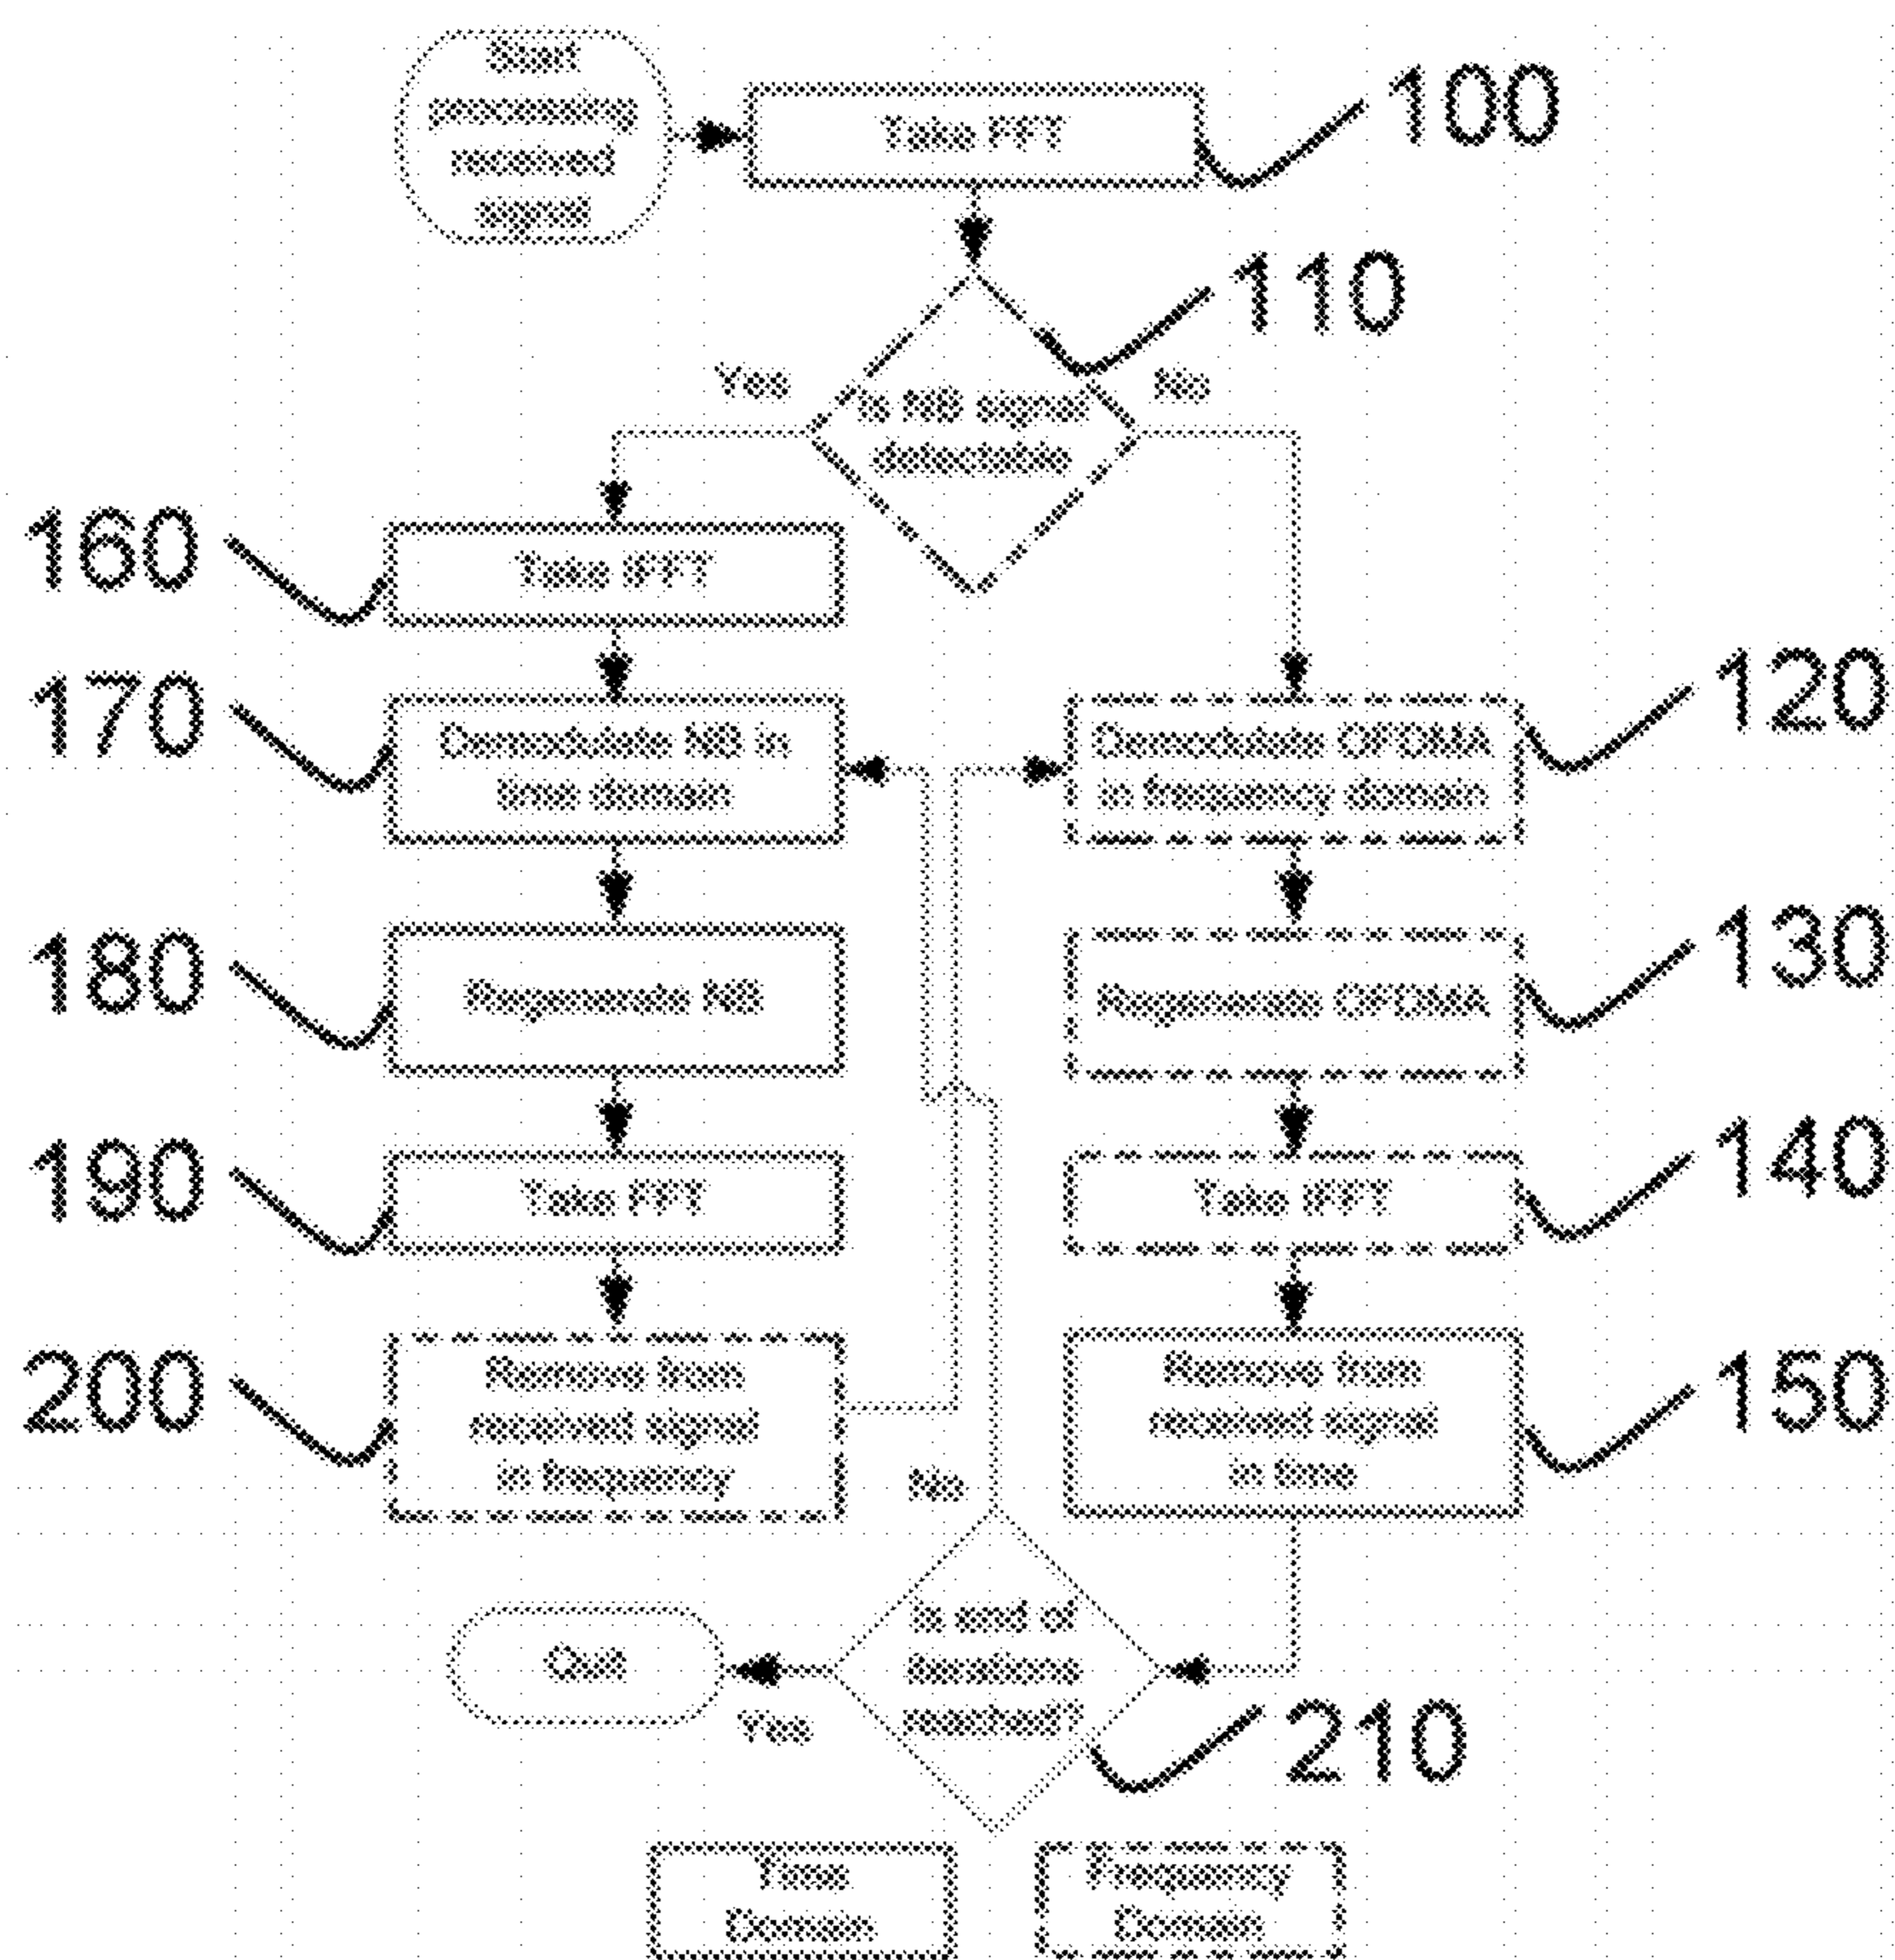 Start
processing
received
signal
Take FFT
100
110
Yes
Is NB signal
detectable
No
160
Take IFFT
170
Demodulate NB in
time domain
Demodulate OFDMA
in frequency domain
120
180
Regenerate NB
Regenerate OFDMA
130
190
Take FFT
Take IFFT
140
200
Remove from
received signal
in frequency
Remove from
received signal
in time
150
No
Quit
Yes
Is end of
iterations
reached?
210
Time
Domain
Frequency
Domain